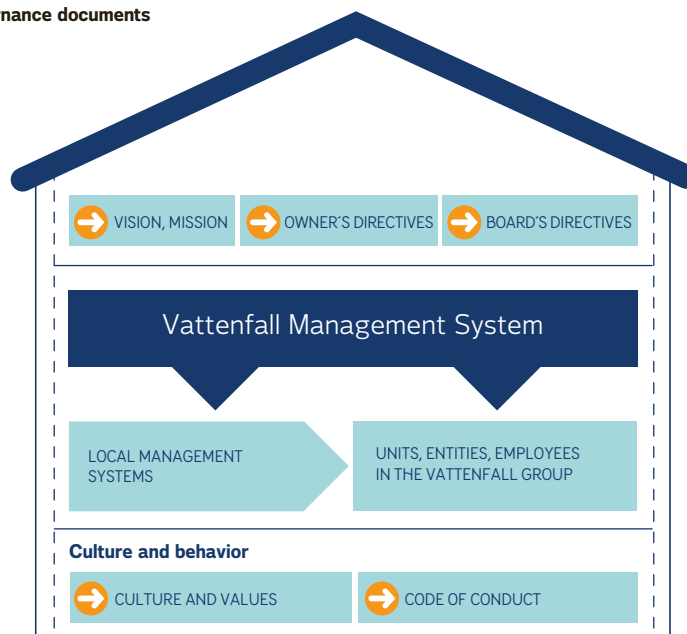 documents
VISION, MISSION
OWNER'S DIRECTIVES
BOARD'S DIRECTIVES
Vattenfall Management System
LOCAL MANAGEMENT
SYSTEMS
UNITS, ENTITIES, EMPLOYEES
IN THE VATTENFALL GROUP
Culture and behavior
CULTURE AND VALUES
CODE OF CONDUCT